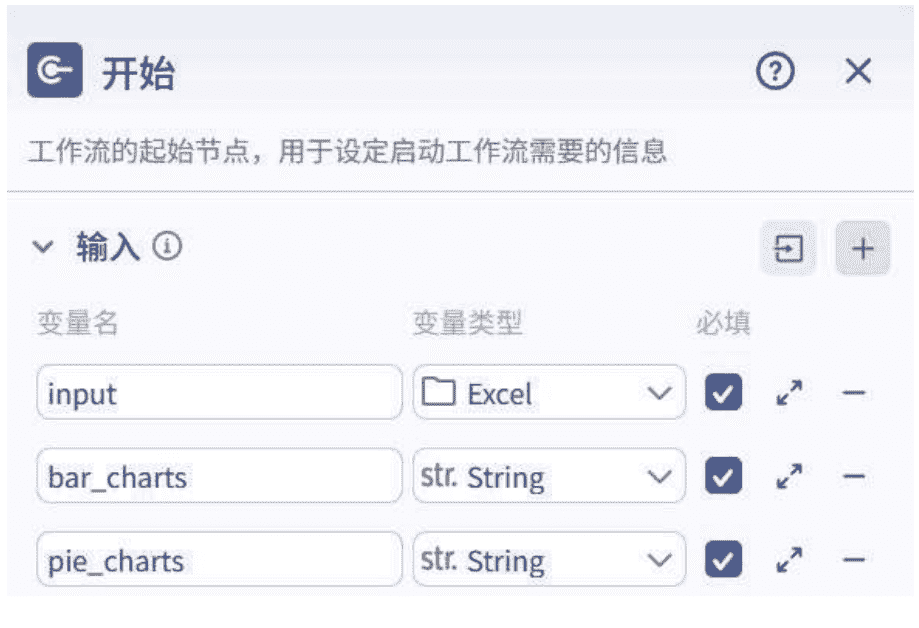 开始
工作流的起始节点，用于设定启动工作流需要的信息
输入
变量名 变量类型 必填
input Excel
bar_charts str. String
pie_charts str. String